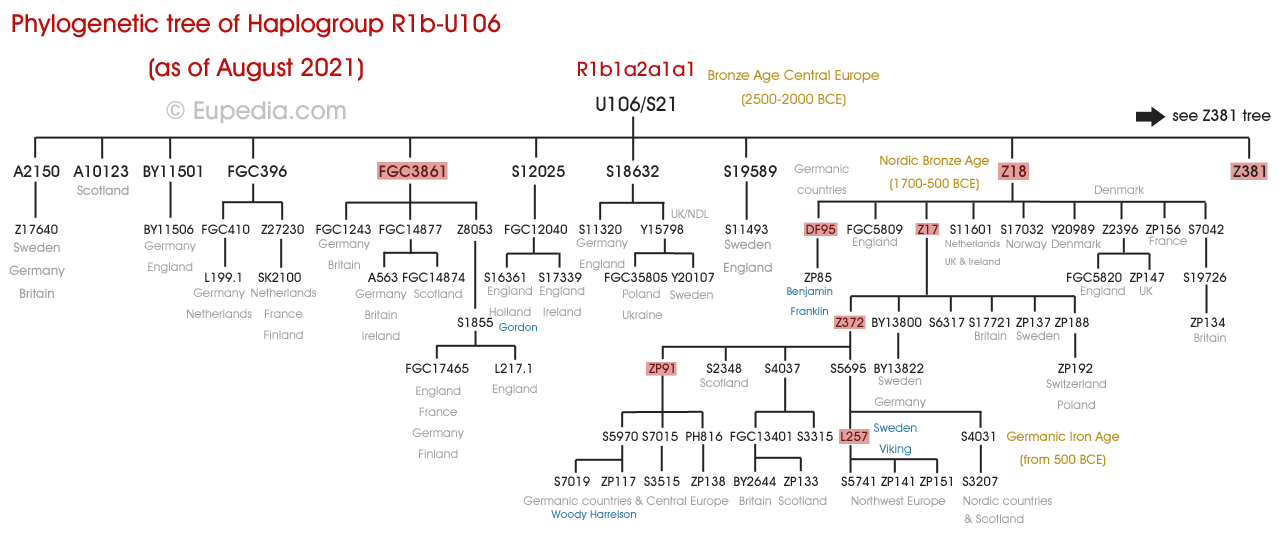 Phylogenetic tree of Haplogroup R1b-U106
(as of August 2021)
R1b1a2a1a1
Bronze Age Central Europe
(2500-2000 BCE)
© Eupedia.com
U106/S21
see Z381 tree
A2150 A10123 BY11501 FGC396 FGC3861 S12025 S18632 S19589 Z18 Z381
Scotland
Germanic
countries
Nordic Bronze Age
(1700-500 BCE)
Denmark
UK/NDL
Z17640 BY11506 FGC410 Z27230 FGC1243 FGC14877 Z8053 FGC12040 S11320 Y15798 S11493 DF95 FGC5809 Z17 S11601 S17032 Y20989 Z2396 ZP156 S7042
Sweden
Germany
Britain
Germany
England
Germany
Britain
Germany
England
Sweden
England
England
Netherlands
UK & Ireland
Norway
Denmark
France
L199.1 SK2100 A563 FGC14874 S16361 S17339 FGC35805 Y20107 ZP85 FGC5820 ZP147 S19726
Germany
Netherlands
Netherlands
France
Finland
Germany
Britain
Ireland
Scotland
England
Holland
Gordon
England
Ireland
Poland
Ukraine
Sweden
Benjamin
Franklin
England
UK
S1855 Z372 BY13800 S6317 S17721 ZP137 ZP188 ZP134
Britain
Sweden
Britain
FGC17465 L217.1 ZP91 S2348 S4037 S5695 BY13822 ZP192
England
France
Germany
Finland
England
Scotland
Sweden
Germany
Switzerland
Poland
S5970 S7015 PH816 FGC13401 S3315 L257 S4031
Sweden
Viking
Germanic Iron Age
(from 500 BCE)
S7019 ZP117 S3515 ZP138 BY2644 ZP133 S5741 ZP141 ZP151 S3207
Germanic countries & Central Europe
Woody Harrelson
Britain
Scotland
Northwest Europe
Nordic countries
& Scotland